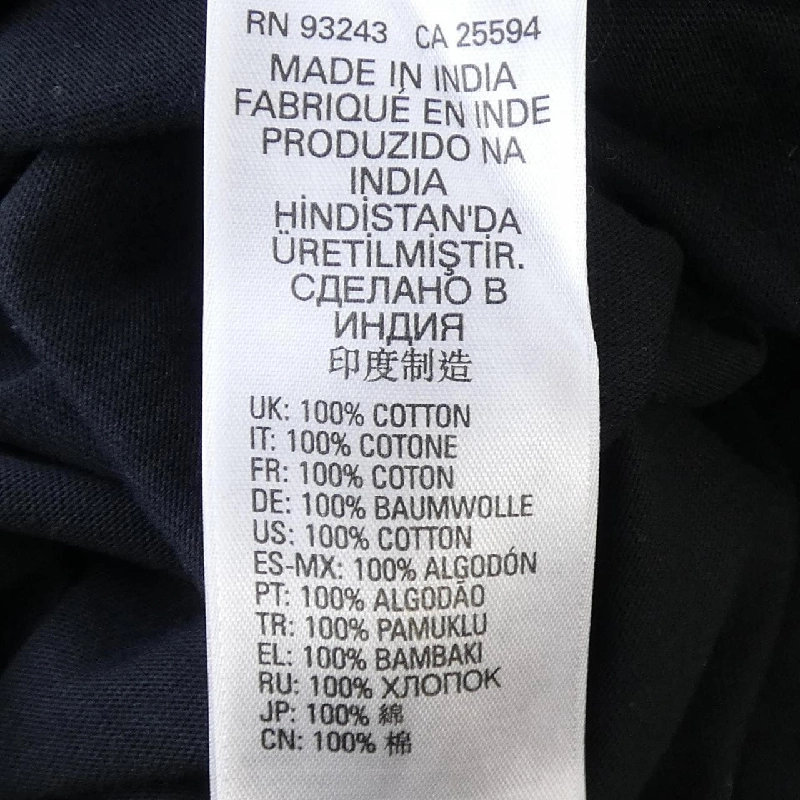 RN 93243 CA 25594
MADE IN INDIA
FABRIQUÉ EN INDE
PRODUZIDO NA
INDIA
HİNDİSTAN'DA
ÜRETİLMİŞTİR.
СДЕЛАНО В
ИНДИЯ
印度制造
UK: 100% COTTON
IT: 100% COTONE
FR: 100% COTON
DE: 100% BAUMWOLLE
US: 100% COTTON
ES-MX: 100% ALGODÓN
PT: 100% ALGODÃO
TR: 100% PAMUKLU
EL: 100% BAMBAKI
RU: 100% ХЛОПОК
JP: 100% 綿
CN: 100% 棉